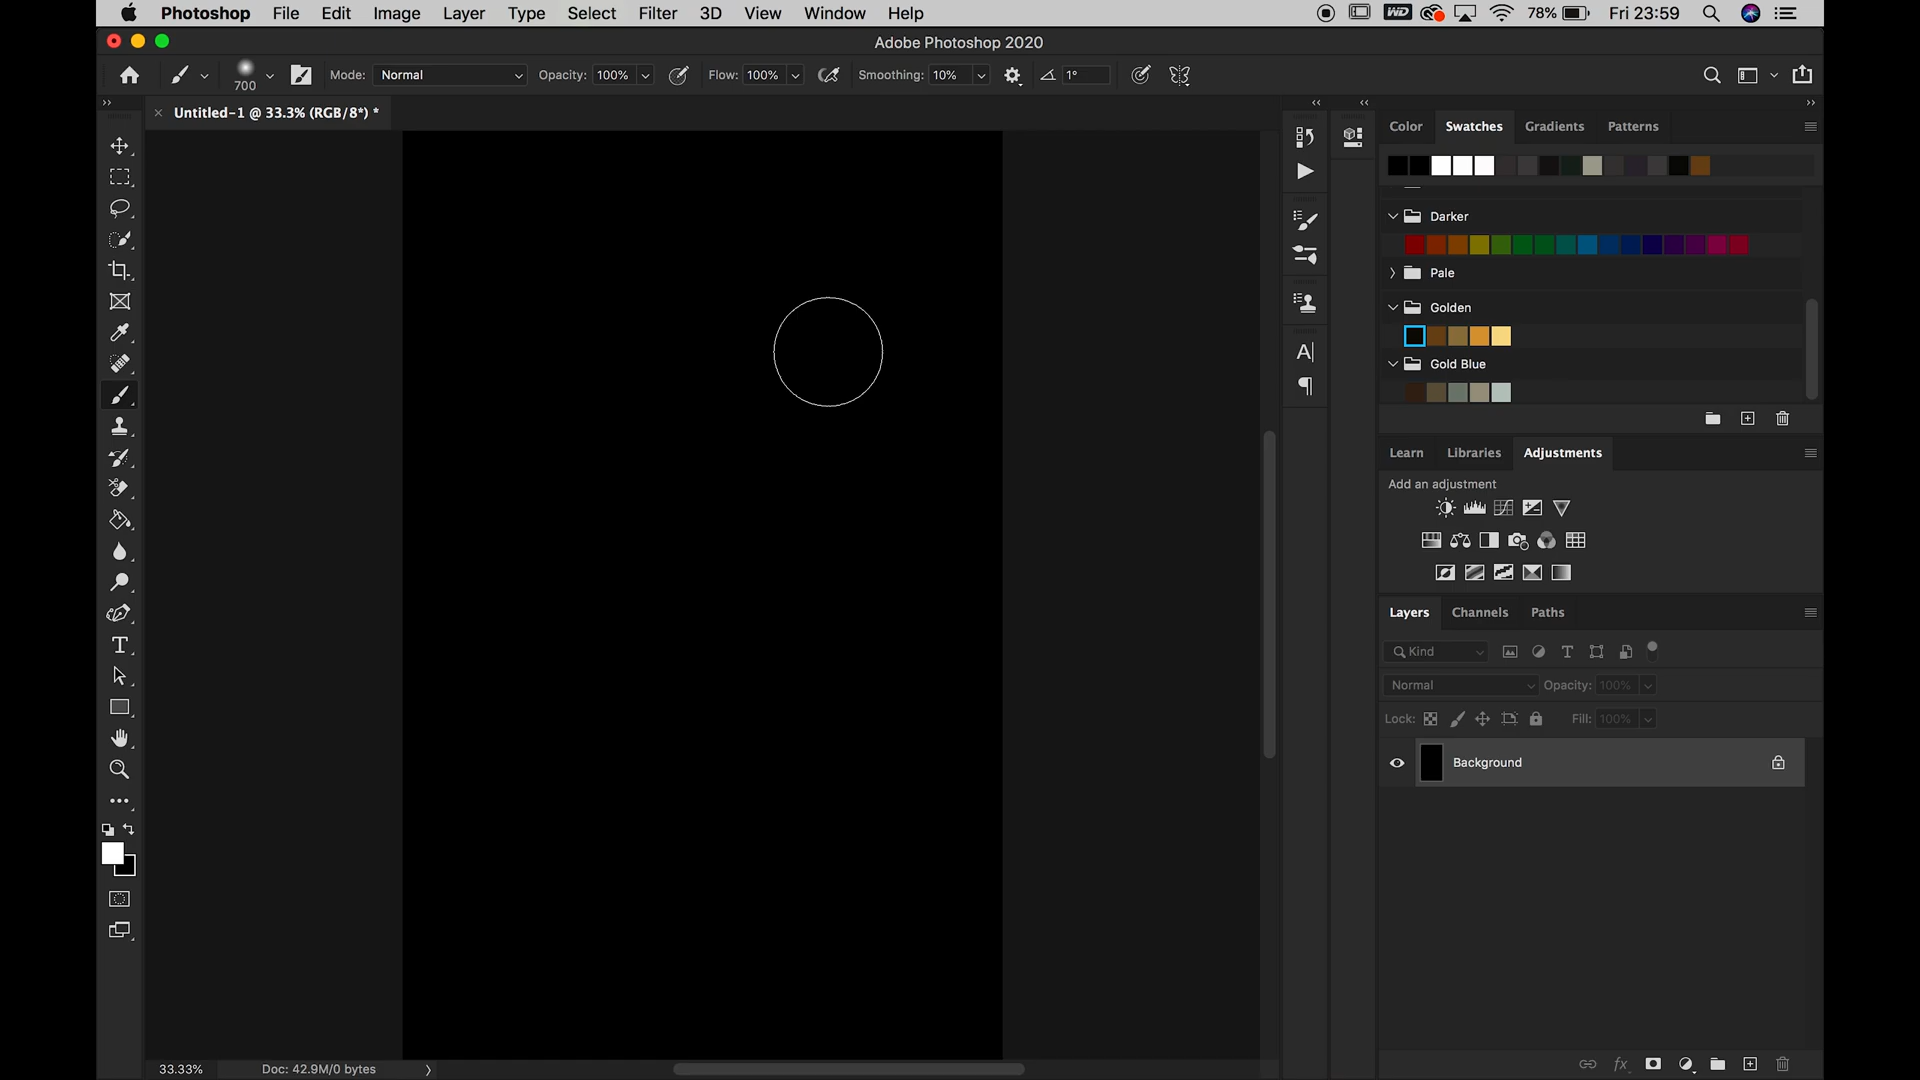 Photoshop File Edit Image Layer Type Select Filter 3D View Window Help WD 78% Fri 23:59
Adobe Photoshop 2020
700 Mode: Normal Opacity: 100% Flow: 100% Smoothing: 10% 1°
Untitled-1 @ 33.3% (RGB/8*) *
Color Swatches Gradients Patterns
Darker
Pale
Golden
Gold Blue
Learn Libraries Adjustments
Add an adjustment
Layers Channels Paths
Kind
Normal Opacity: 100%
Lock: Fill: 100%
Background
33.33% Doc: 42.9M/0 bytes